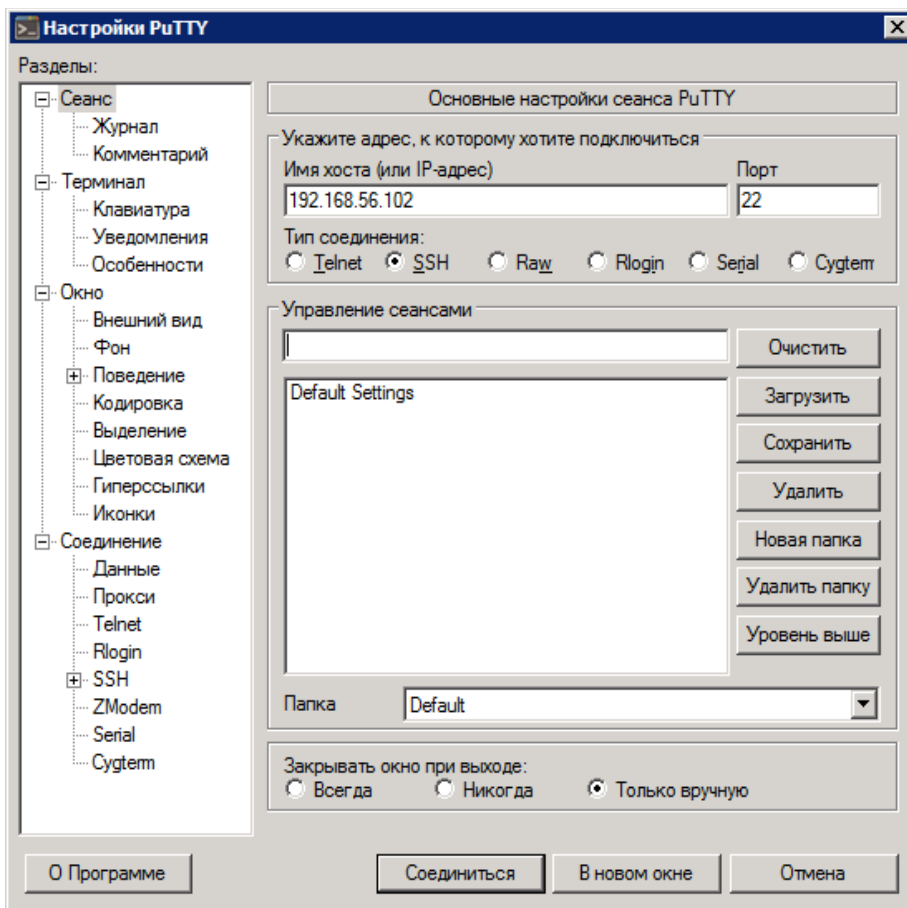 Настройки PuTTY
Разделы:
Сеанс
Журнал
Комментарий
Терминал
Клавиатура
Уведомления
Особенности
Окно
Внешний вид
Фон
Поведение
Кодировка
Выделение
Цветовая схема
Гиперссылки
Иконки
Соединение
Данные
Прокси
Telnet
Rlogin
SSH
ZModem
Serial
Cygterm
Основные настройки сеанса PuTTY
Укажите адрес, к которому хотите подключиться
Имя хоста (или IP-адрес) Порт
192.168.56.102 22
Тип соединения:
Telnet SSH Raw Rlogin Serial Cygterm
Управление сеансами
Очистить
Default Settings
Загрузить
Сохранить
Удалить
Новая папка
Удалить папку
Уровень выше
Папка Default
Закрывать окно при выходе:
Всегда Никогда Только вручную
О Программе Соединиться В новом окне Отмена